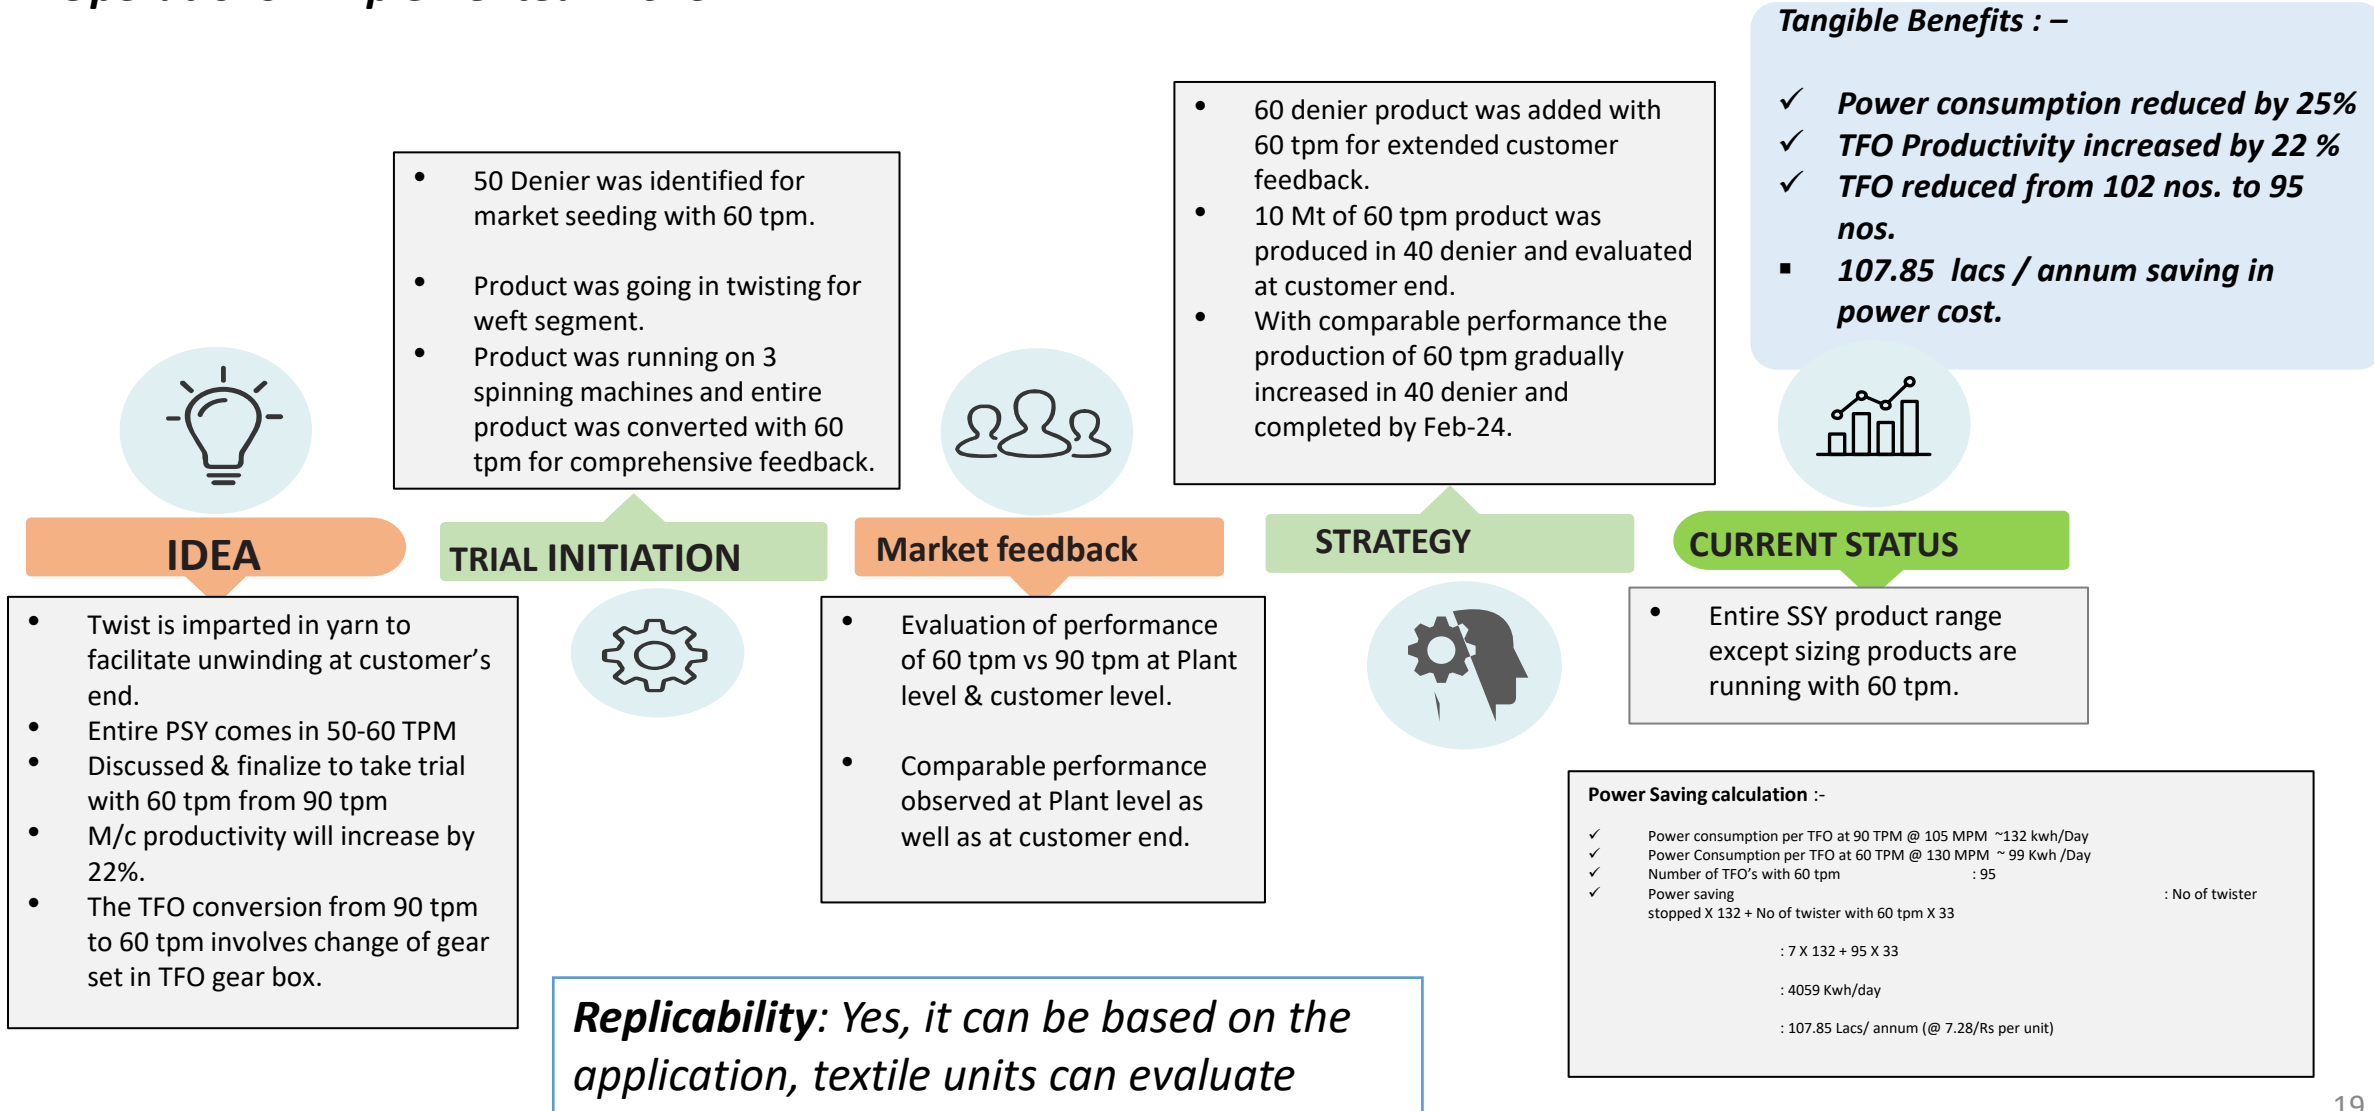 Tangible Benefits : –
✓ Power consumption reduced by 25%
✓ TFO Productivity increased by 22 %
✓ TFO reduced from 102 nos. to 95
nos.
▪ 107.85 lacs / annum saving in
power cost.
• 60 denier product was added with
60 tpm for extended customer
feedback.
• 10 Mt of 60 tpm product was
produced in 40 denier and evaluated
at customer end.
• With comparable performance the
production of 60 tpm gradually
increased in 40 denier and
completed by Feb-24.
• 50 Denier was identified for
market seeding with 60 tpm.
• Product was going in twisting for
weft segment.
• Product was running on 3
spinning machines and entire
product was converted with 60
tpm for comprehensive feedback.
IDEA
TRIAL INITIATION
Market feedback
STRATEGY
CURRENT STATUS
• Twist is imparted in yarn to
facilitate unwinding at customer’s
end.
• Entire PSY comes in 50-60 TPM
• Discussed & finalize to take trial
with 60 tpm from 90 tpm
• M/c productivity will increase by
22%.
• The TFO conversion from 90 tpm
to 60 tpm involves change of gear
set in TFO gear box.
• Evaluation of performance
of 60 tpm vs 90 tpm at Plant
level & customer level.
• Comparable performance
observed at Plant level as
well as at customer end.
• Entire SSY product range
except sizing products are
running with 60 tpm.
Power Saving calculation :-
✓ Power consumption per TFO at 90 TPM @ 105 MPM ~132 kwh/Day
✓ Power Consumption per TFO at 60 TPM @ 130 MPM ~ 99 Kwh /Day
✓ Number of TFO’s with 60 tpm : 95
✓ Power saving : No of twister
stopped X 132 + No of twister with 60 tpm X 33
: 7 X 132 + 95 X 33
: 4059 Kwh/day
: 107.85 Lacs/ annum (@ 7.28/Rs per unit)
Replicability: Yes, it can be based on the
application, textile units can evaluate